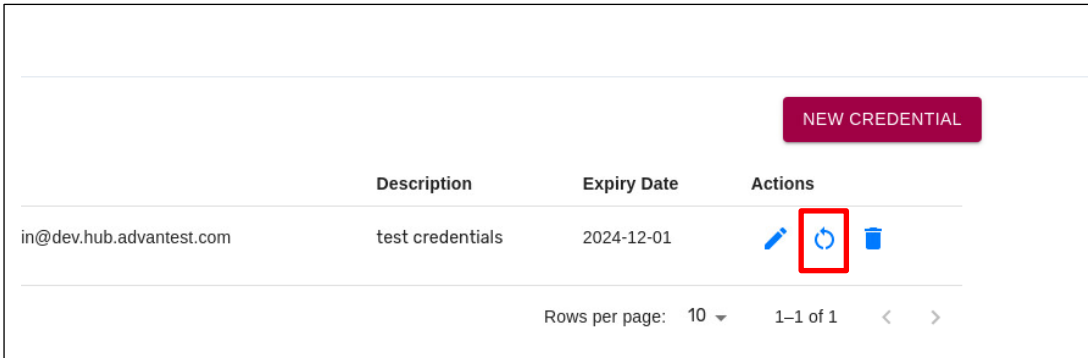 NEW CREDENTIAL
Description Expiry Date Actions
in@dev.hub.advantest.com test credentials 2024-12-01
Rows per page: 10 1–1 of 1